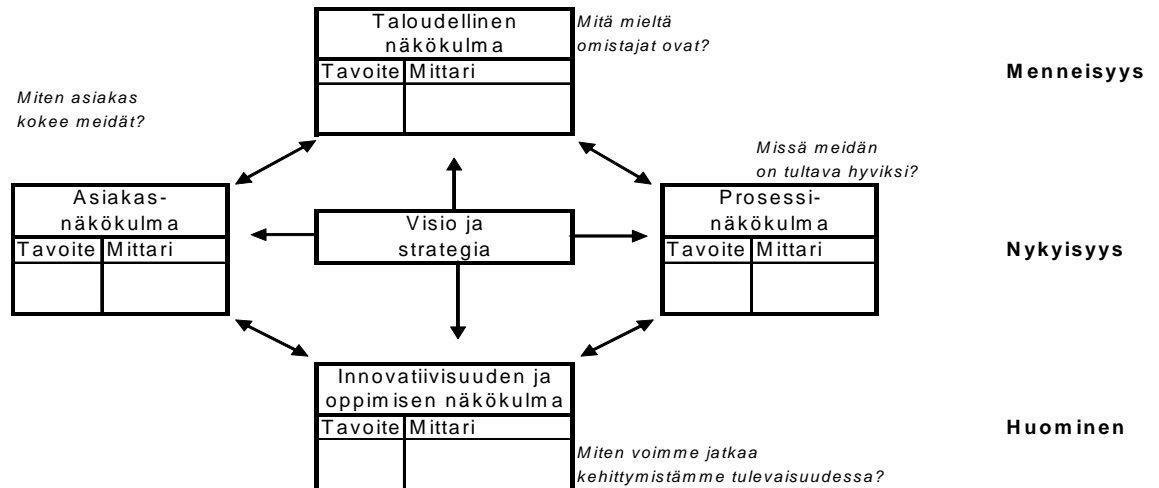 Taloudellinen
näkökulma
Mitä mieltä
omistajat ovat?
Tavoite Mittari
Menneisyys
Miten asiakas
kokee meidät?
Missä meidän
on tultava hyviksi?
Asiakas-
näkökulma
Tavoite Mittari
Visio ja
strategia
Prosessi-
näkökulma
Tavoite Mittari
Nykyisyys
Innovatiivisuuden ja
oppimisen näkökulma
Tavoite Mittari
Huominen
Miten voimme jatkaa
kehittymistämme tulevaisuudessa?